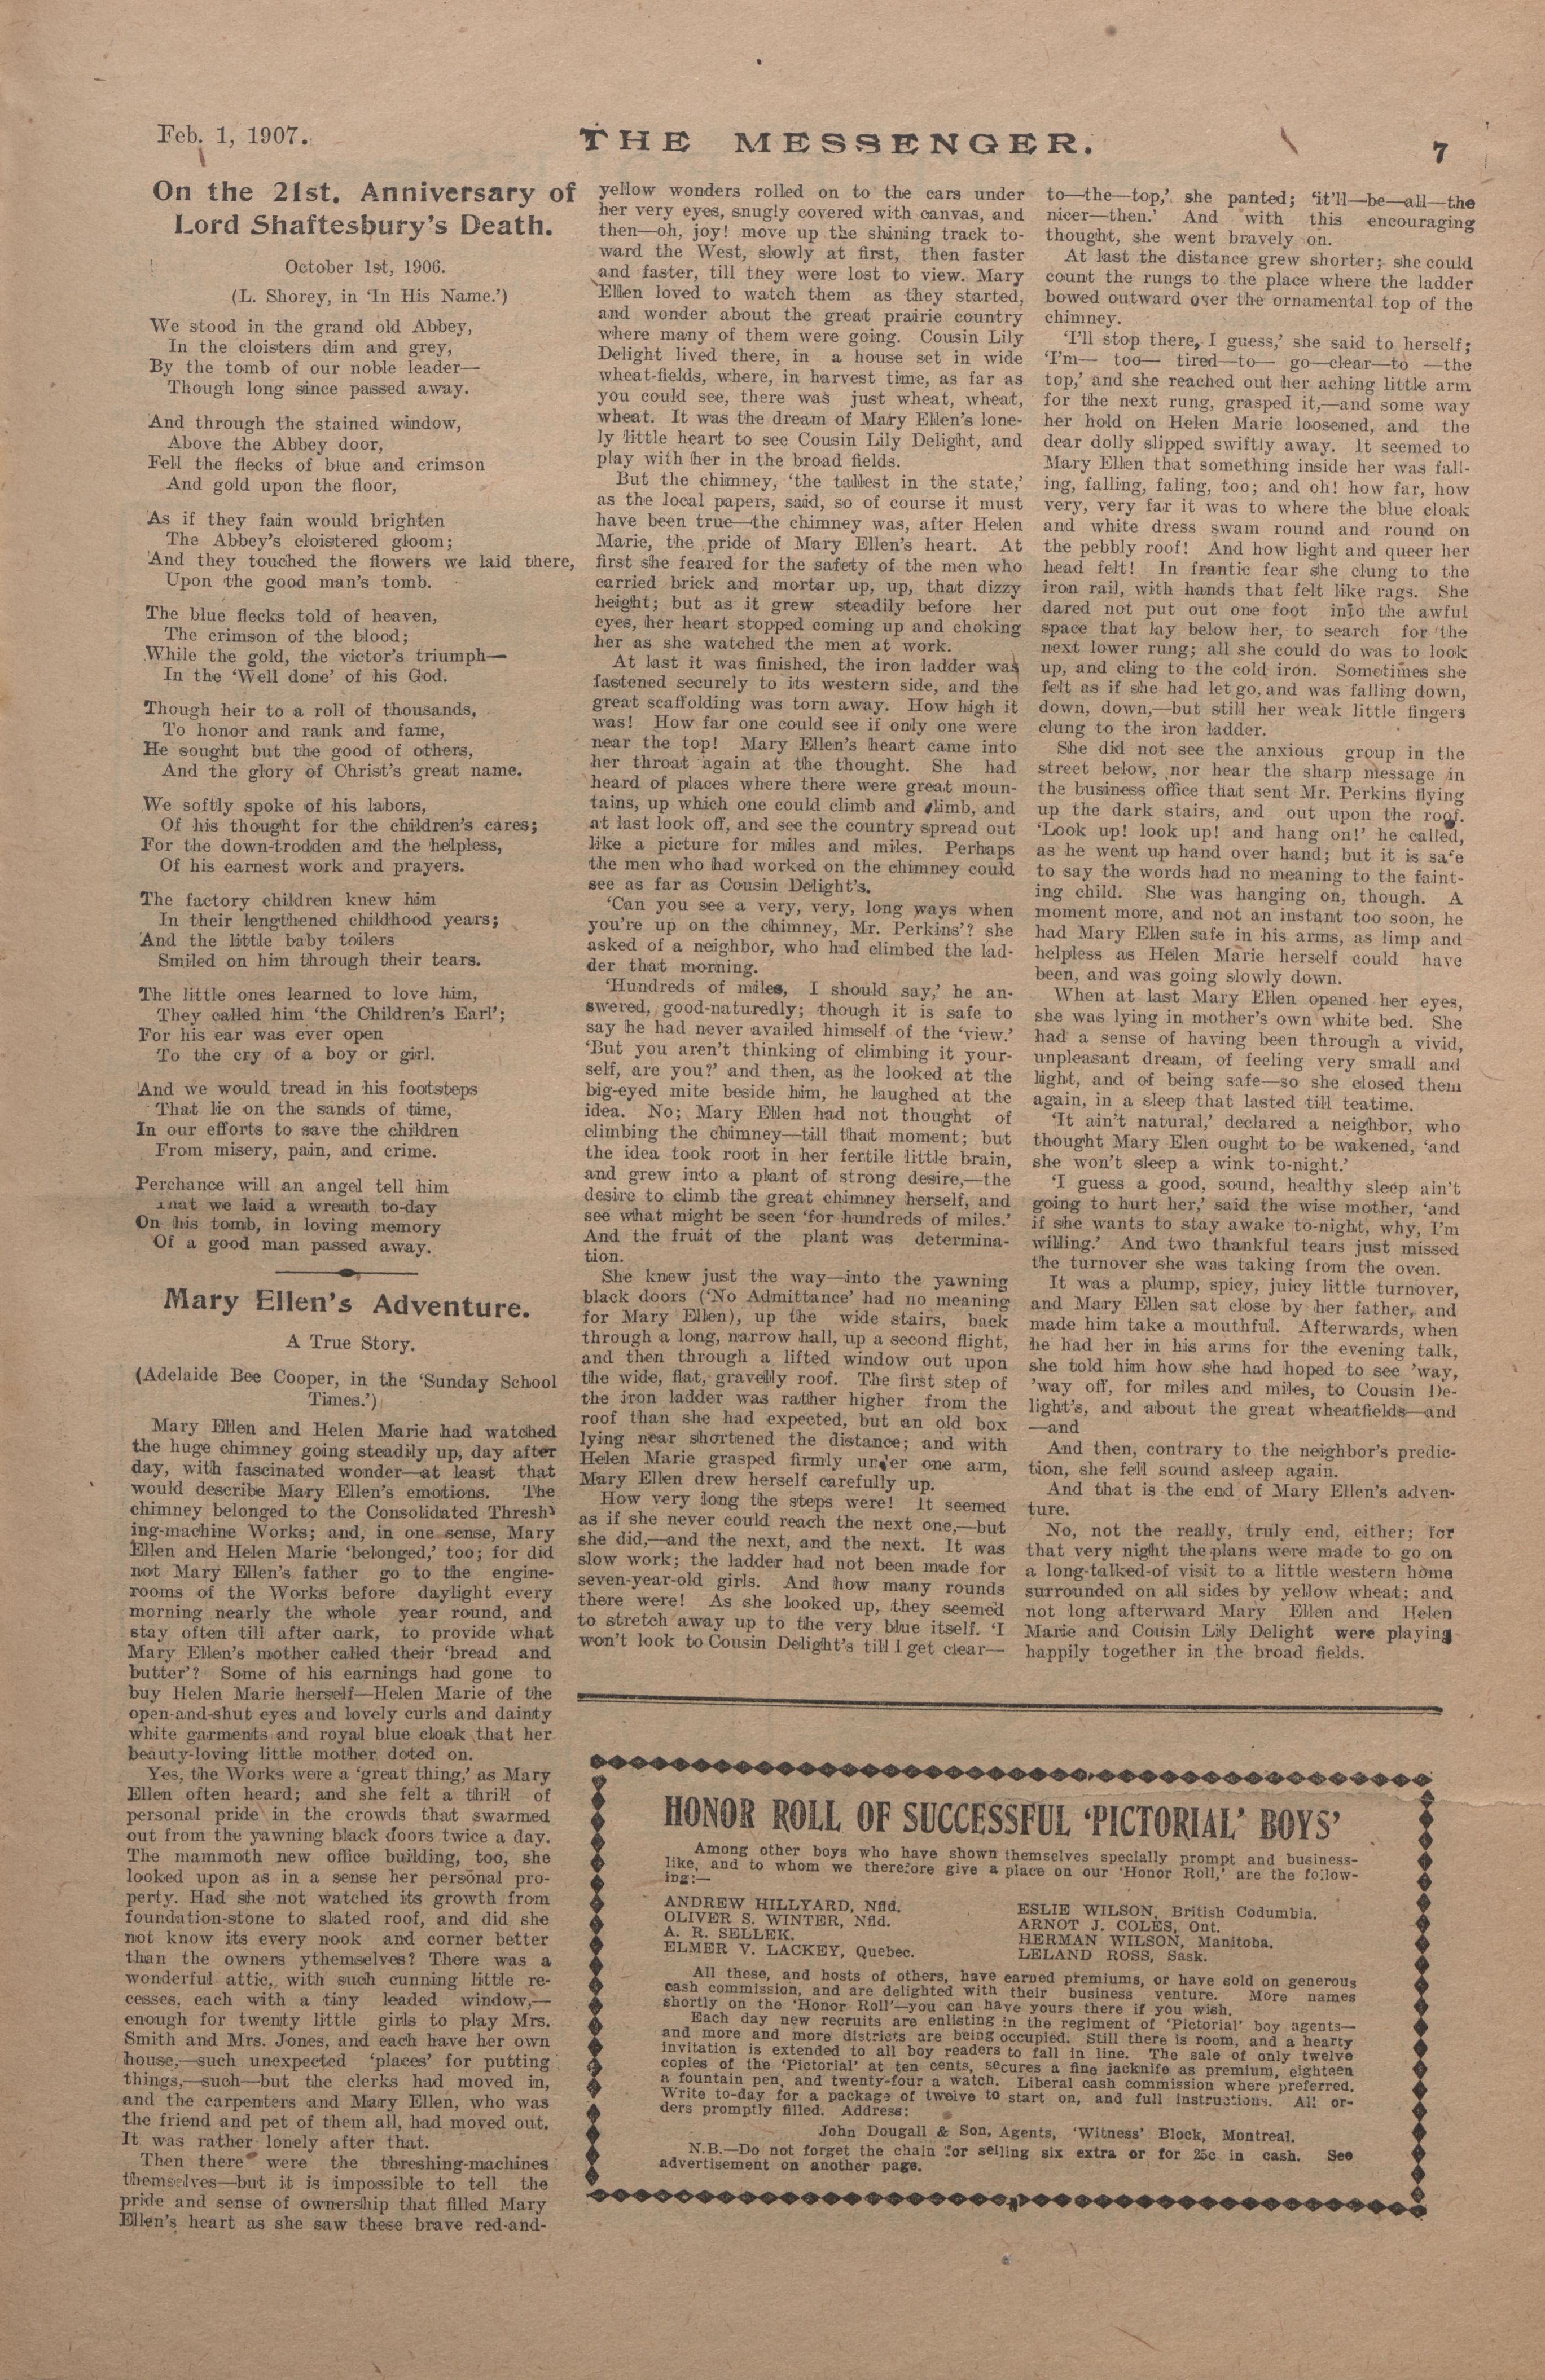 Feb. 1, 1907.
THE MESSENGER.
7
On the 21st. Anniversary of
Lord Shaftesbury's Death.
October 1st, 1906.
(L. Shorey, in 'In His Name.')
We stood in the grand old Abbey,
In the cloisters dim and grey,
By the tomb of our noble leader—
Though long since passed away.
And through the stained window,
Above the Abbey door,
Fell the flecks of blue and crimson
And gold upon the floor,
As if they fain would brighten
The Abbey's cloistered gloom;
And they touched the flowers we laid there,
Upon the good man's tomb.
The blue flecks told of heaven,
The crimson of the blood;
While the gold, the victor's triumph—
In the 'Well done' of his God.
Though heir to a roll of thousands,
To honor and rank and fame,
He sought but the good of others,
And the glory of Christ's great name.
We softly spoke of his labors,
Of his thought for the children's cares;
For the down-trodden and the helpless,
Of his earnest work and prayers.
The factory children knew him
In their lengthened childhood years;
And the little baby toilers
Smiled on him through their tears.
The little ones learned to love him,
They called him 'the Children's Earl';
For his ear was ever open
To the cry of a boy or girl.
And we would tread in his footsteps
That lie on the sands of time,
In our efforts to save the children
From misery, pain, and crime.
Perchance will an angel tell him
That we laid a wreath to-day
On his tomb, in loving memory
Of a good man passed away.
Mary Ellen's Adventure.
A True Story.
(Adelaide Bee Cooper, in the 'Sunday School
Times.')
Mary Ellen and Helen Marie had watched
the huge chimney going steadily up, day after
day, with fascinated wonder—at least that
would describe Mary Ellen's emotions. The
chimney belonged to the Consolidated Thresh-
ing-machine Works; and, in one sense, Mary
Ellen and Helen Marie 'belonged,' too; for did
not Mary Ellen's father go to the engine-
rooms of the Works before daylight every
morning nearly the whole year round, and
stay often till after dark, to provide what
Mary Ellen's mother called their 'bread and
butter'? Some of his earnings had gone to
buy Helen Marie herself—Helen Marie of the
open-and-shut eyes and lovely curls and dainty
white garments and royal blue cloak that her
beauty-loving little mother doted on.
Yes, the Works were a 'great thing,' as Mary
Ellen often heard; and she felt a thrill of
personal pride in the crowds that swarmed
out from the yawning black doors twice a day.
The mammoth new office building, too, she
looked upon as in a sense her personal pro-
perty. Had she not watched its growth from
foundation-stone to slated roof, and did she
not know its every nook and corner better
than the owners ythemselves? There was a
wonderful attic, with such cunning little re-
cesses, each with a tiny leaded window,—
enough for twenty little girls to play Mrs.
Smith and Mrs. Jones, and each have her own
house,—such unexpected 'places' for putting
things,—such—but the clerks had moved in,
and the carpenters and Mary Ellen, who was
the friend and pet of them all, had moved out.
It was rather lonely after that.
Then there were the threshing-machines
themselves—but it is impossible to tell the
pride and sense of ownership that filled Mary
Ellen's heart as she saw these brave red-and-
yellow wonders rolled on to the cars under
her very eyes, snugly covered with canvas, and
then—oh, joy! move up the shining track to-
ward the West, slowly at first, then faster
and faster, till they were lost to view. Mary
Ellen loved to watch them as they started,
and wonder about the great prairie country
where many of them were going. Cousin Lily
Delight lived there, in a house set in wide
wheat-fields, where, in harvest time, as far as
you could see, there was just wheat, wheat,
wheat. It was the dream of Mary Ellen's lone-
ly little heart to see Cousin Lily Delight, and
play with her in the broad fields.
But the chimney, 'the tallest in the state,'
as the local papers, said, so of course it must
have been true—the chimney was, after Helen
Marie, the pride of Mary Ellen's heart. At
first she feared for the safety of the men who
carried brick and mortar up, up, that dizzy
height; but as it grew steadily before her
eyes, her heart stopped coming up and choking
her as she watched the men at work.
At last it was finished, the iron ladder was
fastened securely to its western side, and the
great scaffolding was torn away. How high it
was! How far one could see if only one were
near the top! Mary Ellen's heart came into
her throat again at the thought. She had
heard of places where there were great moun-
tains, up which one could climb and climb, and
at last look off, and see the country spread out
like a picture for miles and miles. Perhaps
the men who had worked on the chimney could
see as far as Cousin Delight's.
'Can you see a very, very, long ways when
you're up on the chimney, Mr. Perkins'? she
asked of a neighbor, who had climbed the lad-
der that morning.
'Hundreds of miles, I should say,' he an-
swered, good-naturedly; though it is safe to
say he had never availed himself of the 'view.'
'But you aren't thinking of climbing it your-
self, are you?' and then, as he looked at the
big-eyed mite beside him, he laughed at the
idea. No; Mary Ellen had not thought of
climbing the chimney—till that moment; but
the idea took root in her fertile little brain,
and grew into a plant of strong desire,—the
desire to climb the great chimney herself, and
see what might be seen 'for hundreds of miles.'
And the fruit of the plant was determina-
tion.
She knew just the way—into the yawning
black doors ('No Admittance' had no meaning
for Mary Ellen), up the wide stairs, back
through a long, narrow hall, up a second flight,
and then through a lifted window out upon
the wide, flat, gravelly roof. The first step of
the iron ladder was rather higher from the
roof than she had expected, but an old box
lying near shortened the distance; and with
Helen Marie grasped firmly under one arm,
Mary Ellen drew herself carefully up.
How very long the steps were! It seemed
as if she never could reach the next one,—but
she did,—and the next, and the next. It was
slow work; the ladder had not been made for
seven-year-old girls. And how many rounds
there were! As she looked up, they seemed
to stretch away up to the very blue itself. 'I
won't look to Cousin Delight's till I get clear—
to—the—top,' she panted; 'it'll—be—all—the
nicer—then.' And with this encouraging
thought, she went bravely on.
At last the distance grew shorter; she could
count the rungs to the place where the ladder
bowed outward over the ornamental top of the
chimney.
'I'll stop there, I guess,' she said to herself;
'I'm— too— tired—to— go—clear—to —the
top,' and she reached out her aching little arm
for the next rung, grasped it,—and some way
her hold on Helen Marie loosened, and the
dear dolly slipped swiftly away. It seemed to
Mary Ellen that something inside her was fall-
ing, falling, faling, too; and oh! how far, how
very, very far it was to where the blue cloak
and white dress swam round and round on
the pebbly roof! And how light and queer her
head felt! In frantic fear she clung to the
iron rail, with hands that felt like rags. She
dared not put out one foot into the awful
space that lay below her, to search for the
next lower rung; all she could do was to look
up, and cling to the cold iron. Sometimes she
felt as if she had let go, and was falling down,
down, down,—but still her weak little fingers
clung to the iron ladder.
She did not see the anxious group in the
street below, nor hear the sharp message in
the business office that sent Mr. Perkins flying
up the dark stairs, and out upon the roof.
'Look up! look up! and hang on!' he called,
as he went up hand over hand; but it is safe
to say the words had no meaning to the faint-
ing child. She was hanging on, though. A
moment more, and not an instant too soon, he
had Mary Ellen safe in his arms, as limp and
helpless as Helen Marie herself could have
been, and was going slowly down.
When at last Mary Ellen opened her eyes,
she was lying in mother's own white bed. She
had a sense of having been through a vivid,
unpleasant dream, of feeling very small and
light, and of being safe—so she closed them
again, in a sleep that lasted till teatime.
'It ain't natural,' declared a neighbor, who
thought Mary Elen ought to be wakened, 'and
she won't sleep a wink to-night.'
'I guess a good, sound, healthy sleep ain't
going to hurt her,' said the wise mother, 'and
if she wants to stay awake to-night, why, I'm
willing.' And two thankful tears just missed
the turnover she was taking from the oven.
It was a plump, spicy, juicy little turnover,
and Mary Ellen sat close by her father, and
made him take a mouthful. Afterwards, when
he had her in his arms for the evening talk,
she told him how she had hoped to see 'way,
'way off, for miles and miles, to Cousin De-
light's, and about the great wheatfields—and
—and
And then, contrary to the neighbor's predic-
tion, she fell sound asleep again.
And that is the end of Mary Ellen's adven-
ture.
No, not the really, truly end, either; for
that very night the plans were made to go on
a long-talked-of visit to a little western home
surrounded on all sides by yellow wheat; and
not long afterward Mary Ellen and Helen
Marie and Cousin Lily Delight were playing
happily together in the broad fields.
HONOR ROLL OF SUCCESSFUL 'PICTORIAL' BOYS'
Among other boys who have shown themselves specially prompt and business-
like, and to whom we therefore give a place on our 'Honor Roll,' are the follow-
ing:—
ANDREW HILLYARD, Nfld.
OLIVER S. WINTER, Nfld.
A. R. SELLEK.
ELMER V. LACKEY, Quebec.
ESLIE WILSON, British Codumbia.
ARNOT J. COLES, Ont.
HERMAN WILSON, Manitoba.
LELAND ROSS, Sask.
All these, and hosts of others, have earned premiums, or have sold on generous
cash commission, and are delighted with their business venture. More names
shortly on the 'Honor Roll'—you can have yours there if you wish.
Each day new recruits are enlisting in the regiment of 'Pictorial' boy agents—
and more and more districts are being occupied. Still there is room, and a hearty
invitation is extended to all boy readers to fall in line. The sale of only twelve
copies of the 'Pictorial' at ten cents, secures a fine jacknife as premium, eighteen
a fountain pen, and twenty-four a watch. Liberal cash commission where preferred.
Write to-day for a package of twelve to start on, and full instructions. All or-
ders promptly filled. Address:
John Dougall & Son, Agents, 'Witness' Block, Montreal.
N.B.—Do not forget the chain for selling six extra or for 25c in cash. See
advertisement on another page.